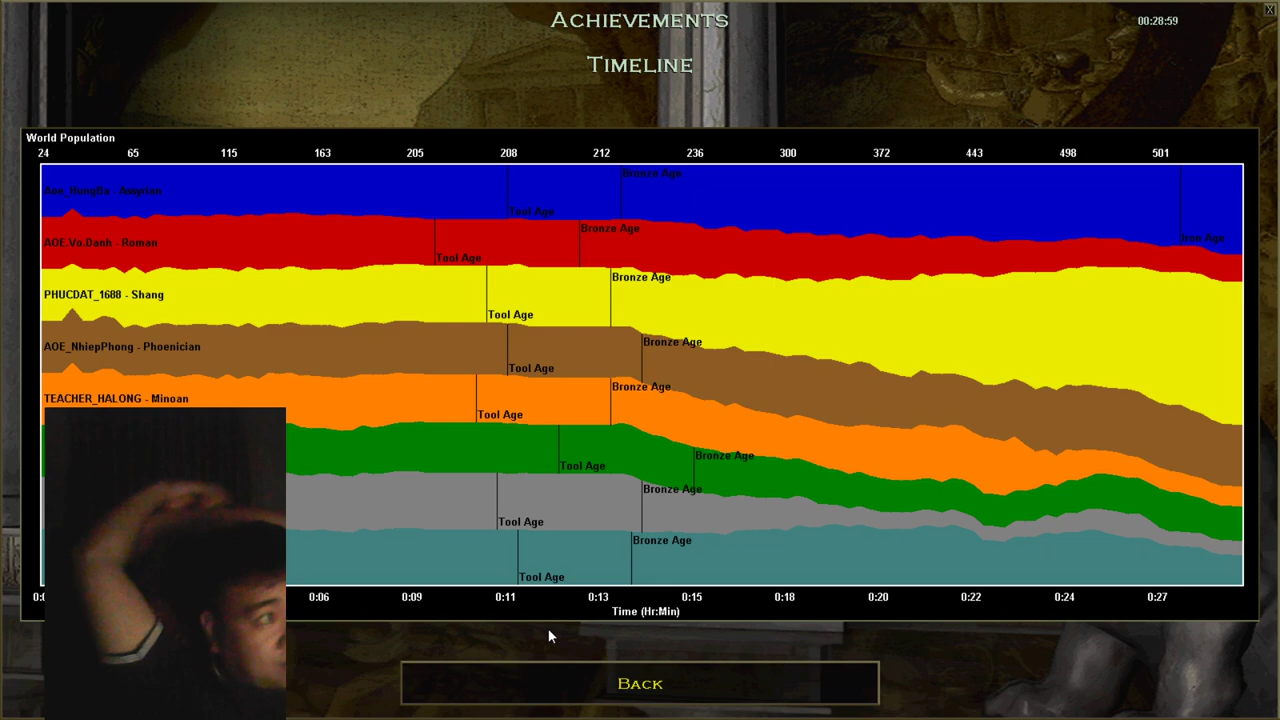 ACHIEVEMENTS
00:28:59
TIMELINE
World Population
24 65 115 163 205 208 212 236 300 372 443 498 501
Bronze Age
Aoe_HungBa - Assyrian
Tool Age
Bronze Age
Iron Age
AOE.Vo.Danh - Roman
Tool Age
Bronze Age
PHUCDAT_1688 - Shang
Tool Age
Bronze Age
AOE_NhiepPhong - Phoenician
Tool Age
Bronze Age
TEACHER_HALONG - Minoan
Tool Age
Bronze Age
Tool Age
Bronze Age
Tool Age
Bronze Age
Tool Age
0:06 0:09 0:11 0:13 0:15 0:18 0:20 0:22 0:24 0:27
Time (Hr:Min)
BACK